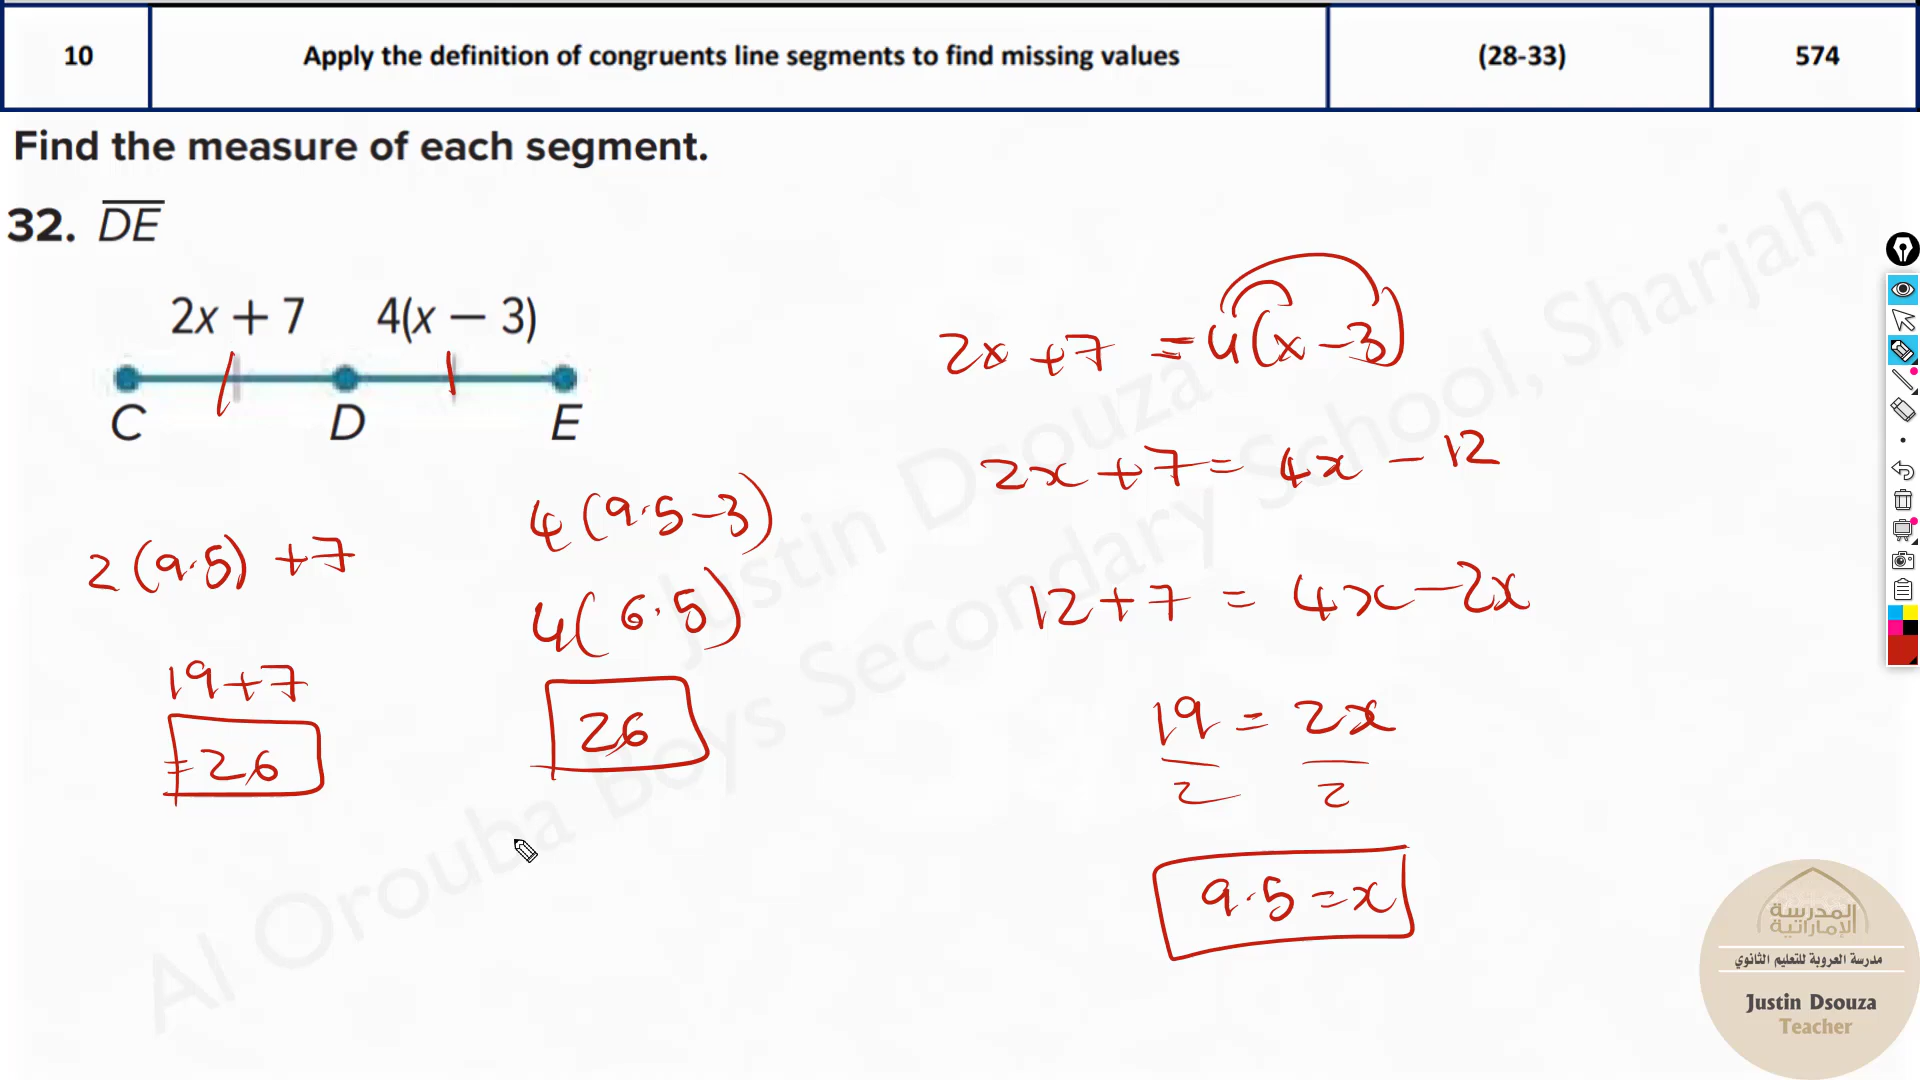 10 Apply the definition of congruents line segments to find missing values (28-33) 574
Find the measure of each segment.
32. DE
2x + 7 4(x − 3)
C D E
2(9.5) +7
19+7
= 26
4(9.5-3)
4(6.5)
26
2x +7 = 4(x -3)
2x +7 = 4x - 12
12+7 = 4x -2x
19 = 2x
2 2
9.5 = x
Justin Dsouza
Al Orouba Boys Secondary School, Sharjah
المدرسة
الإماراتية
مدرسة العروبة للتعليم الثانوي
Justin Dsouza
Teacher